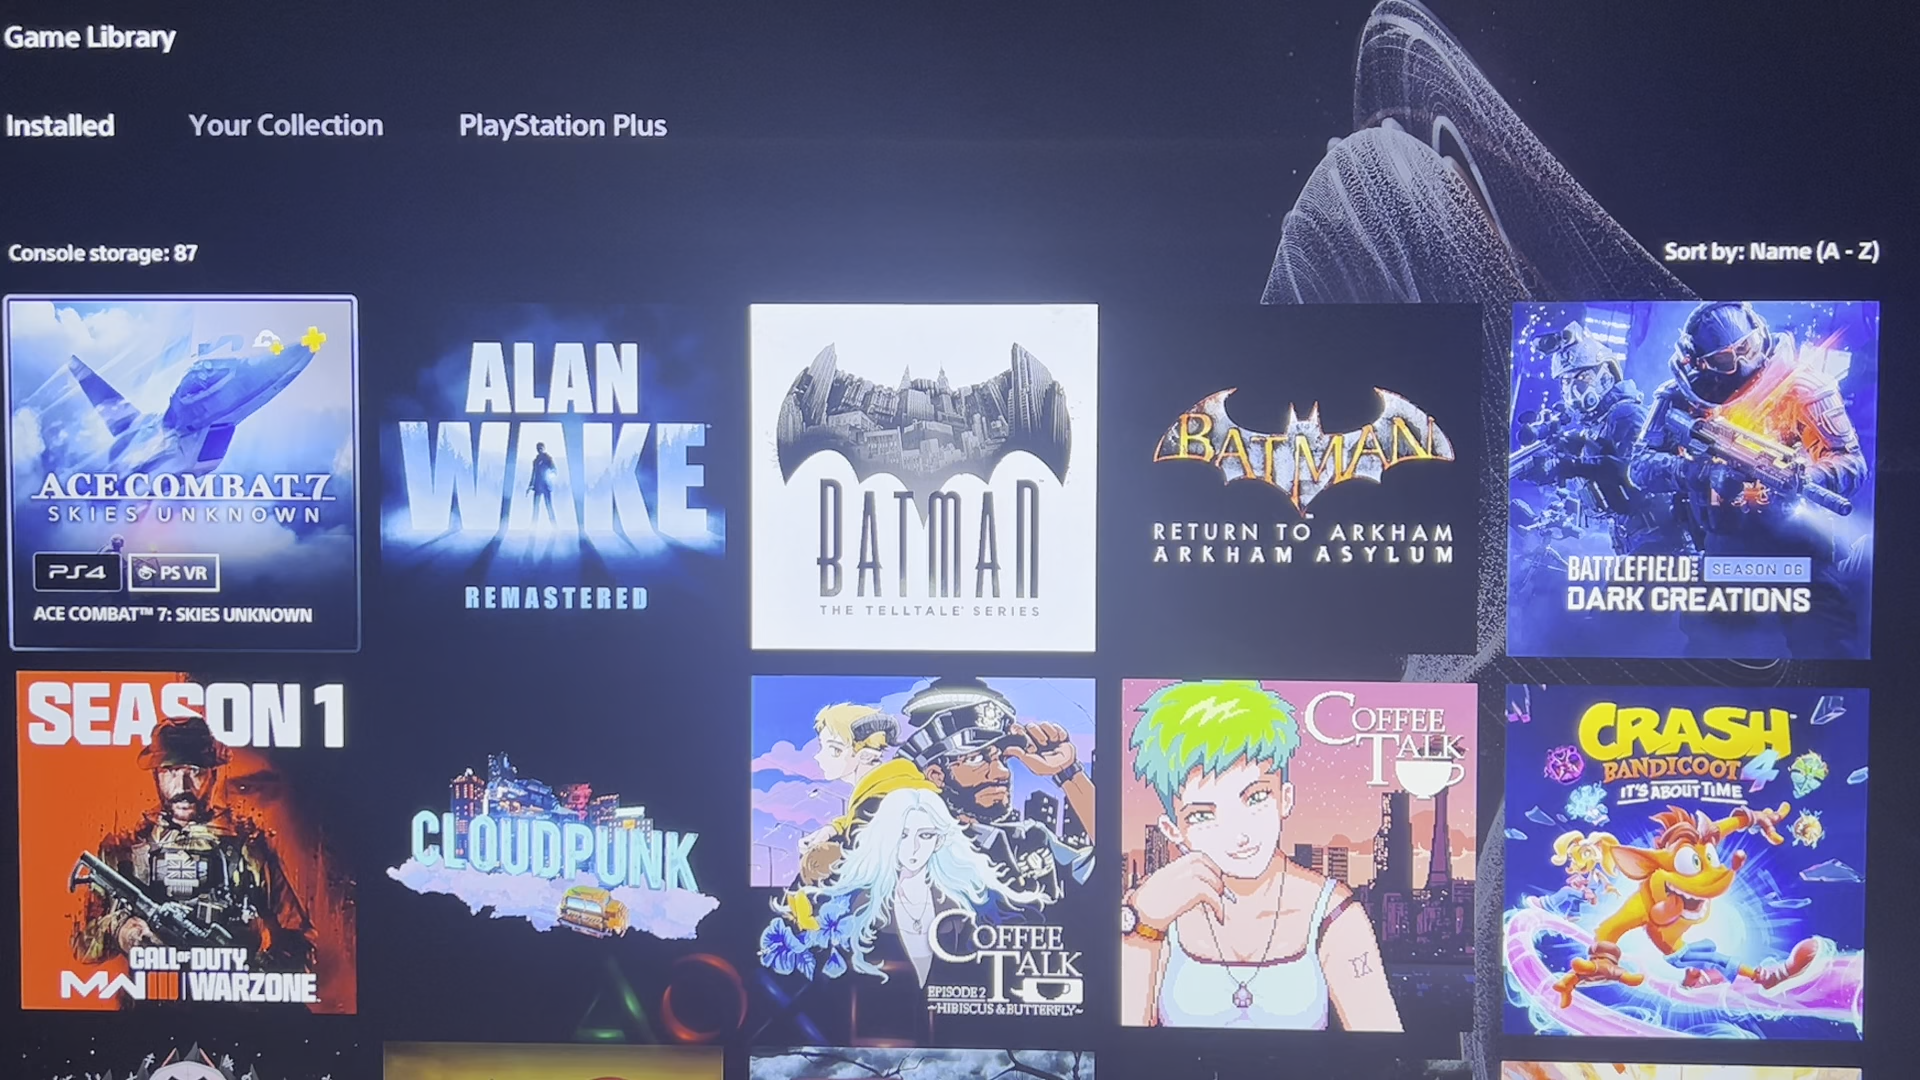 Game Library
Installed
Your Collection
PlayStation Plus
Console storage: 87
Sort by: Name (A - Z)
ACE COMBAT 7
SKIES UNKNOWN
PS4
PS VR
ACE COMBAT™ 7: SKIES UNKNOWN
ALAN
WAKE
REMASTERED
BATMAN
THE TELLTALE SERIES
BATMAN
RETURN TO ARKHAM
ARKHAM ASYLUM
BATTLEFIELD
SEASON 06
DARK CREATIONS
SEASON 1
CALL OF DUTY
MWIII | WARZONE
CLOUDPUNK
COFFEE
TALK
EPISODE 2
~HIBISCUS & BUTTERFLY~
COFFEE
TALK
CRASH
BANDICOOT 4
IT'S ABOUT TIME